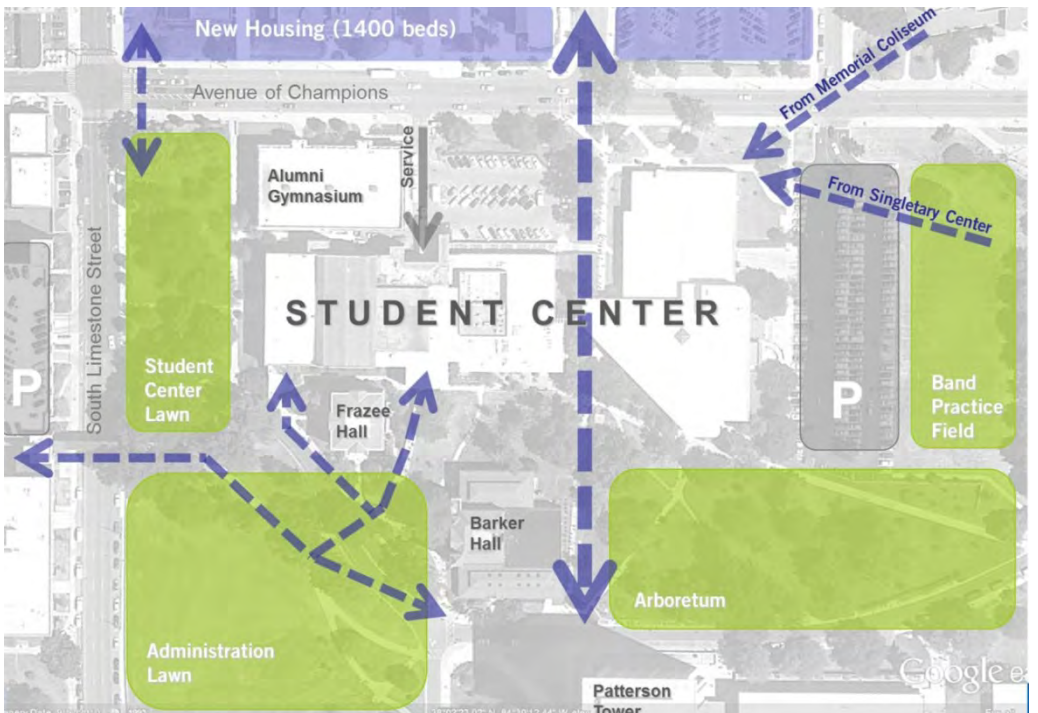 New Housing (1400 beds)
From Memorial Coliseum
Avenue of Champions
Service
Alumni
Gymnasium
From Singletary Center
South Limestone Street
STUDENT CENTER
Student
Center
Lawn
P
Frazee
Hall
P
Band
Practice
Field
Barker
Hall
Arboretum
Administration
Lawn
Google e
Patterson
Tower